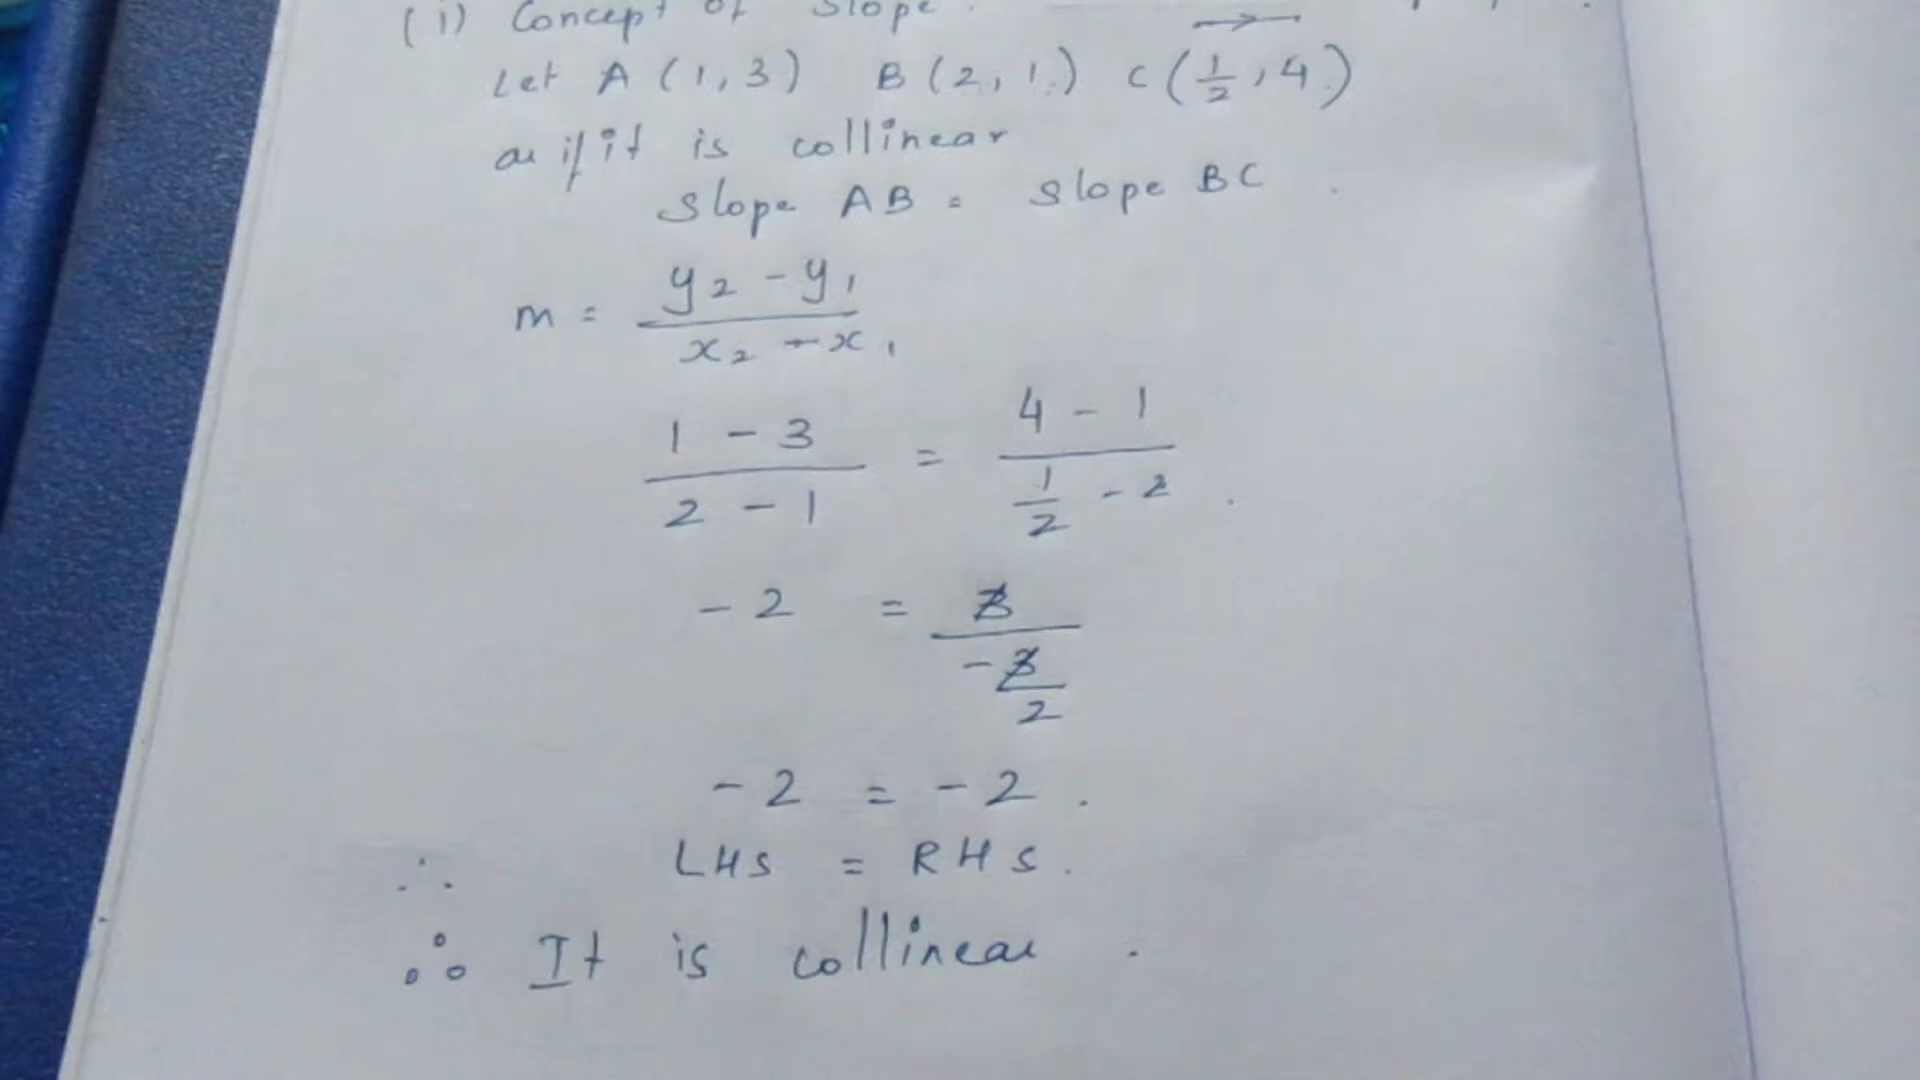 (i) Concept of Slope.
Let A (1, 3) B (2, 1) C (1/2, 4)
if it is collinear
Slope AB = Slope BC
m = y₂ - y₁ / x₂ - x₁
1 - 3 / 2 - 1 = 4 - 1 / 1/2 - 2
- 2 = 3 / -3/2
- 2 = - 2.
∴ LHS = RHS.
∴ It is collinear.